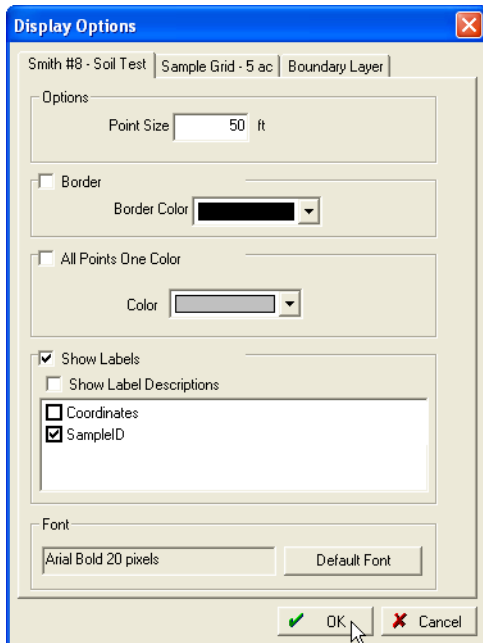 Display Options
Smith #8 - Soil Test Sample Grid - 5 ac Boundary Layer
Options
Point Size 50 ft
Border
Border Color
All Points One Color
Color
Show Labels
Show Label Descriptions
Coordinates
SampleID
Font
Arial Bold 20 pixels Default Font
OK Cancel